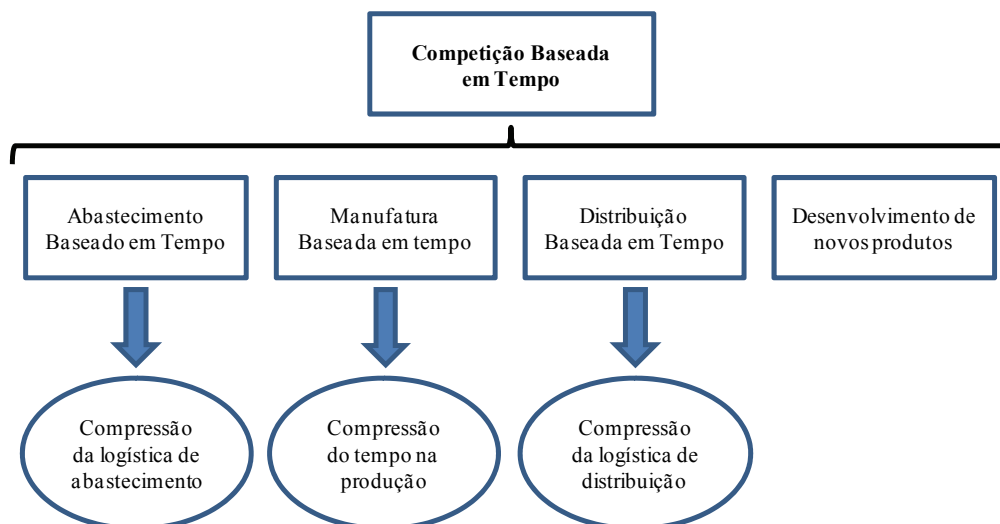 Competição Baseada
em Tempo
Abastecimento
Baseado em Tempo
Manufatura
Baseada em tempo
Distribuição
Baseada em Tempo
Desenvolvimento de
novos produtos
Compressão
da logística de
abastecimento
Compressão
do tempo na
produção
Compressão
da logística de
distribuição